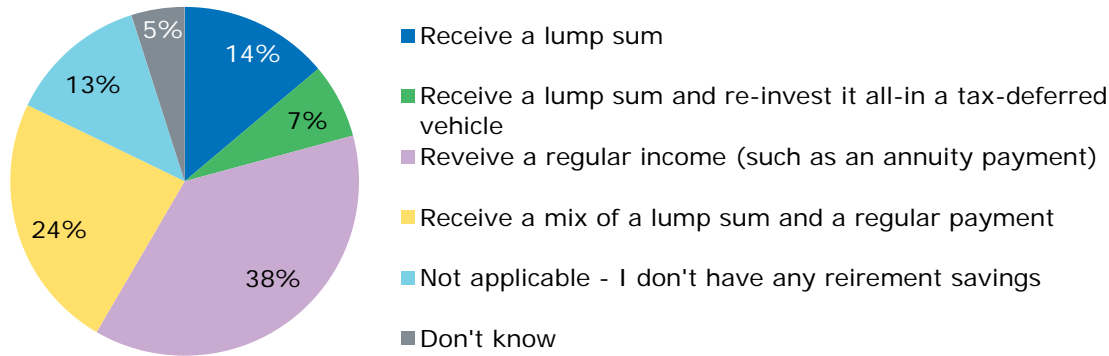 5%
14%
13%
7%
24%
38%
Receive a lump sum
Receive a lump sum and re-invest it all-in a tax-deferred
vehicle
Reveive a regular income (such as an annuity payment)
Receive a mix of a lump sum and a regular payment
Not applicable - I don't have any reirement savings
Don't know